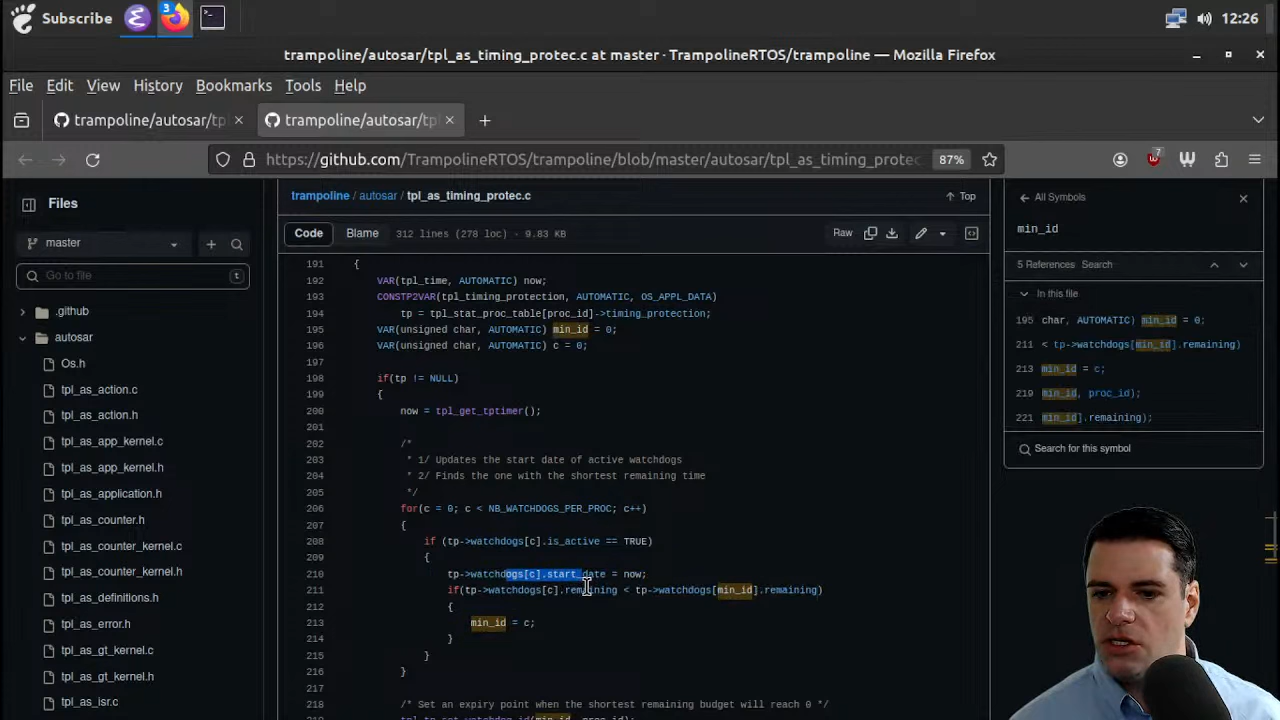 Subscribe
3
12:26
trampoline/autosar/tpl_as_timing_protec.c at master · TrampolineRTOS/trampoline — Mozilla Firefox
File Edit View History Bookmarks Tools Help
trampoline/autosar/tpl
trampoline/autosar/tpl
https://github.com/TrampolineRTOS/trampoline/blob/master/autosar/tpl_as_timing_protec
87%
7
Files
master
Go to file
t
.github
autosar
Os.h
tpl_as_action.c
tpl_as_action.h
tpl_as_app_kernel.c
tpl_as_app_kernel.h
tpl_as_application.h
tpl_as_counter.h
tpl_as_counter_kernel.c
tpl_as_counter_kernel.h
tpl_as_definitions.h
tpl_as_error.h
tpl_as_gt_kernel.c
tpl_as_gt_kernel.h
tpl_as_isr.c
trampoline / autosar / tpl_as_timing_protec.c
Top
Code Blame 312 lines (278 loc) · 9.83 KB
Raw
191 {
192 VAR(tpl_time, AUTOMATIC) now;
193 CONSTP2VAR(tpl_timing_protection, AUTOMATIC, OS_APPL_DATA)
194 tp = tpl_stat_proc_table[proc_id]->timing_protection;
195 VAR(unsigned char, AUTOMATIC) min_id = 0;
196 VAR(unsigned char, AUTOMATIC) c = 0;
197
198 if(tp != NULL)
199 {
200 now = tpl_get_tptimer();
201
202 /*
203 * 1/ Updates the start date of active watchdogs
204 * 2/ Finds the one with the shortest remaining time
205 */
206 for(c = 0; c < NB_WATCHDOGS_PER_PROC; c++)
207 {
208 if (tp->watchdogs[c].is_active == TRUE)
209 {
210 tp->watchdogs[c].start_date = now;
211 if(tp->watchdogs[c].remaining < tp->watchdogs[min_id].remaining)
212 {
213 min_id = c;
214 }
215 }
216 }
217
218 /* Set an expiry point when the shortest remaining budget will reach 0 */
219 tpl_tp_set_watchdog_id(min_id, proc_id);
All Symbols
min_id
5 References Search
In this file
195 char, AUTOMATIC) min_id = 0;
211 < tp->watchdogs[min_id].remaining)
213 min_id = c;
219 min_id, proc_id);
221 min_id].remaining);
Search for this symbol